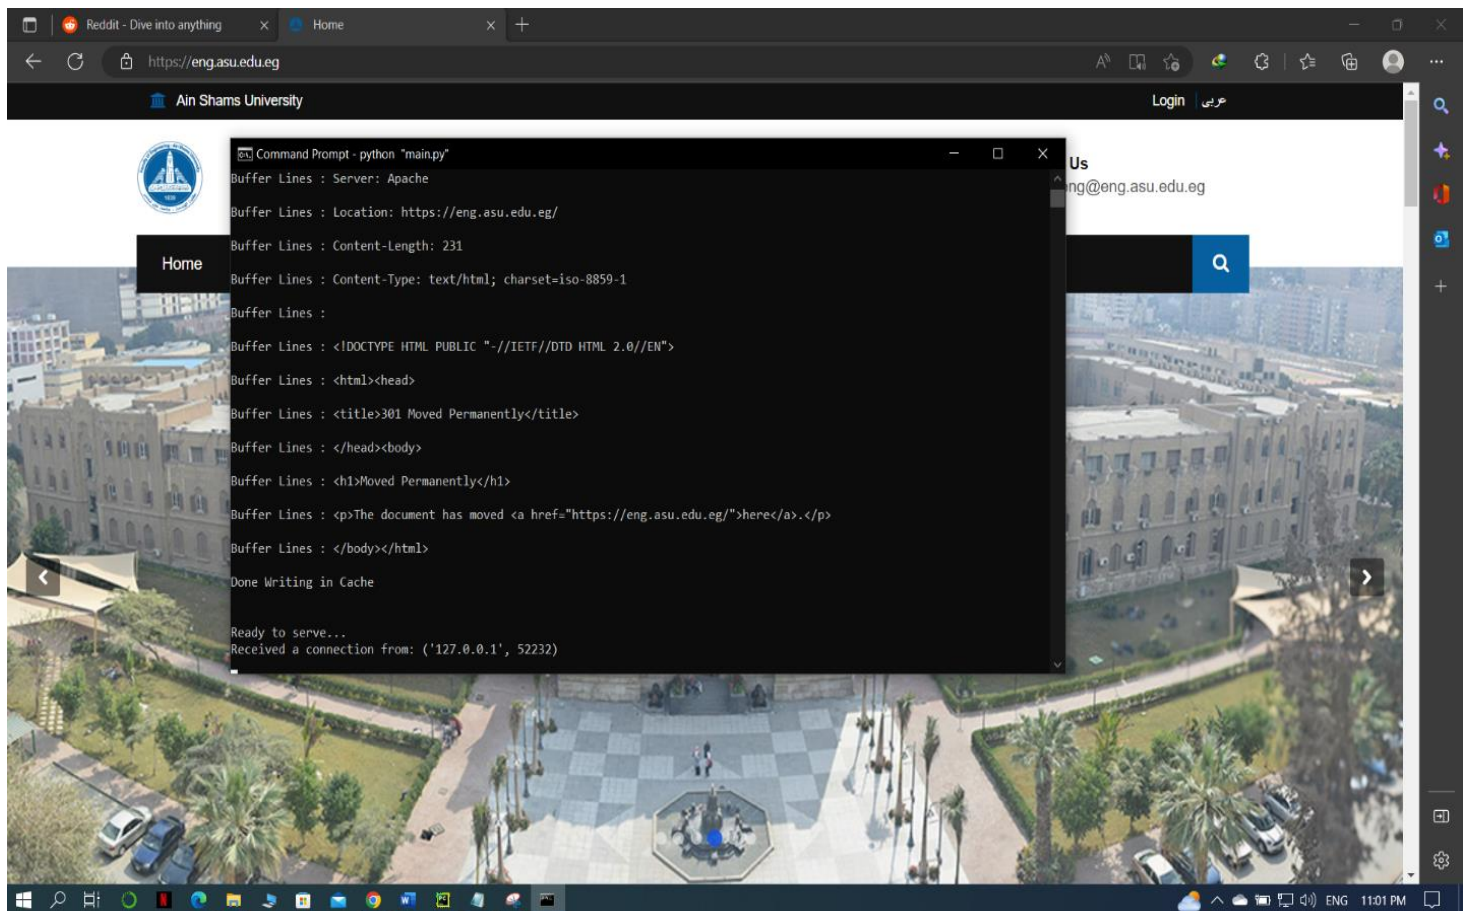 Reddit - Dive into anything
Home
https://eng.asu.edu.eg
Ain Shams University
Login
عربى
Us
eng@eng.asu.edu.eg
Home
Command Prompt - python "main.py"
Buffer Lines : Server: Apache
Buffer Lines : Location: https://eng.asu.edu.eg/
Buffer Lines : Content-Length: 231
Buffer Lines : Content-Type: text/html; charset=iso-8859-1
Buffer Lines :
Buffer Lines : <!DOCTYPE HTML PUBLIC "-//IETF//DTD HTML 2.0//EN">
Buffer Lines : <html><head>
Buffer Lines : <title>301 Moved Permanently</title>
Buffer Lines : </head><body>
Buffer Lines : <h1>Moved Permanently</h1>
Buffer Lines : <p>The document has moved <a href="https://eng.asu.edu.eg/">here</a>.</p>
Buffer Lines : </body></html>
Done Writing in Cache
Ready to serve...
Received a connection from: ('127.0.0.1', 52232)
ENG 11:01 PM